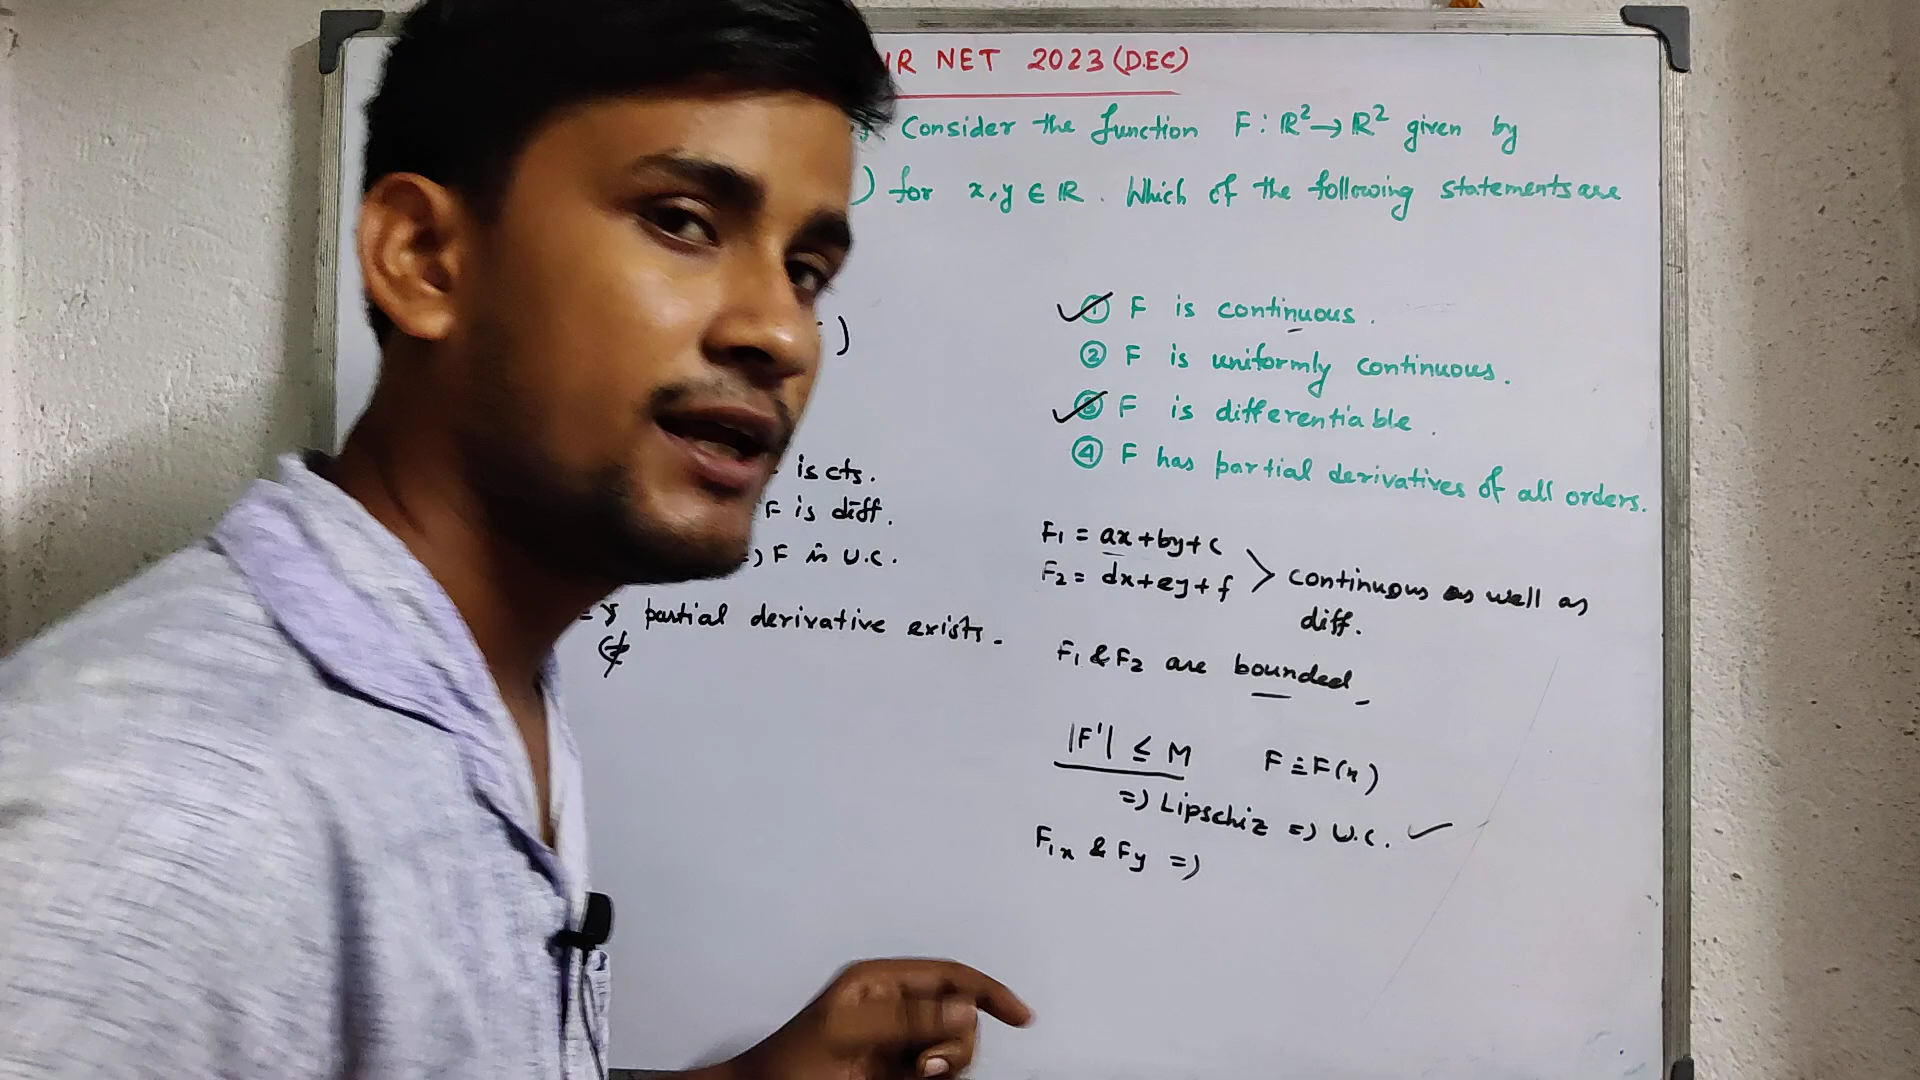 IR NET 2023 (DEC)
Consider the function F : ℝ² → ℝ² given by
) for x, y ∈ ℝ . Which of the following statements are
① F is continuous .
)
② F is uniformly continuous .
③ F is differentiable .
④ F has partial derivatives of all orders.
is cts .
F is diff .
=) F is U.C .
partial derivative exists .
F₁ = ax + by + c
F₂ = dx + ey + f
continuous as well as
diff .
F₁ & F₂ are bounded
|F'| ≤ M F ≡ F(x)
=) Lipschiz =) U.C . ✓
F₁ₓ & Fy =)